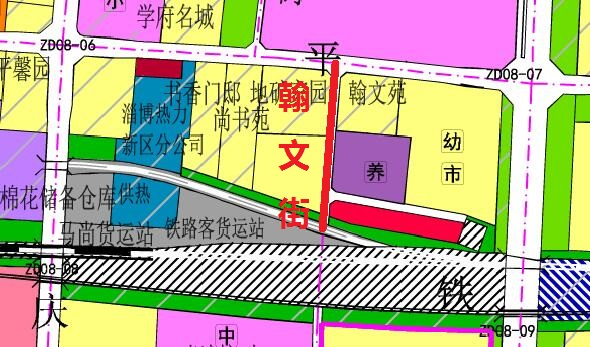 小
学府名城
ZD08-06
平
平馨园
ZD08-07
书香门邸
翰文苑
淄博热力
新区分公司
尚书苑
翰文街
幼
市
养
棉花储备仓库
供热
马尚货运站
铁路客货运站
ZD08-08
铁
庆
中
ZD08-09